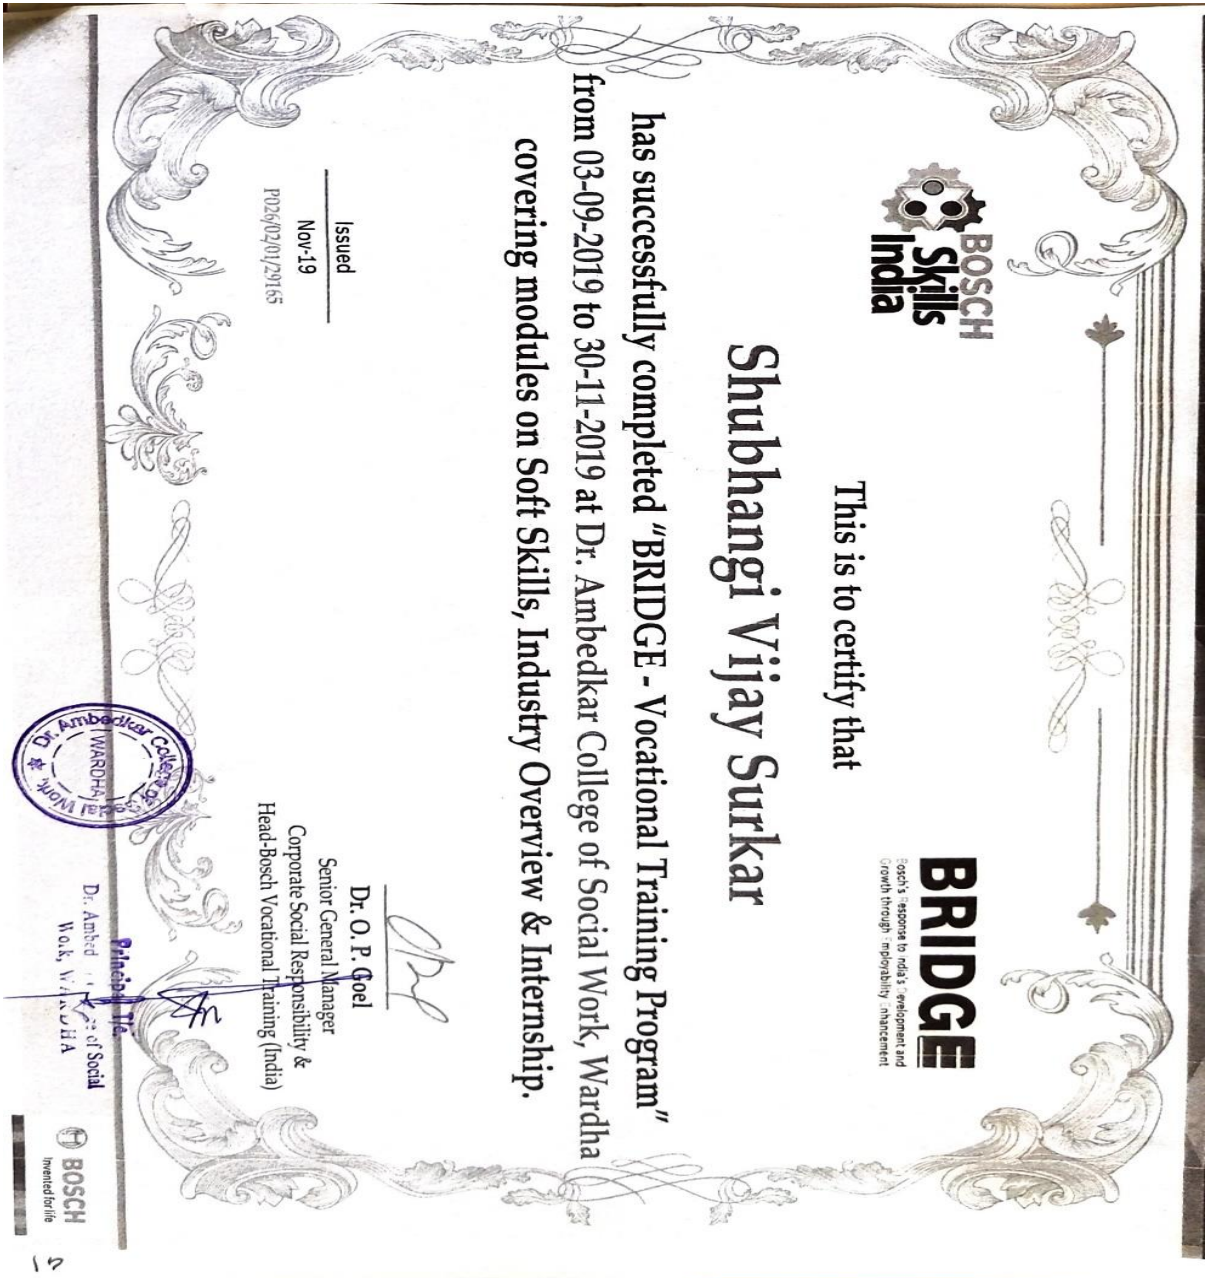 BOSCH
Skills
India
BRIDGE
Bosch's Response to India's Development and
Growth through Employability Enhancement
This is to certify that
Shubhangi Vijay Surkar
has successfully completed "BRIDGE - Vocational Training Program"
from 03-09-2019 to 30-11-2019 at Dr. Ambedkar College of Social Work, Wardha
covering modules on Soft Skills, Industry Overview & Internship.
Issued
Nov-19
P026/02/01/29165
Dr. O. P. Goel
Senior General Manager
Corporate Social Responsibility &
Head-Bosch Vocational Training (India)
Dr. Ambedkar College of Social Work
WARDHA
Principal I/c.
Dr. Ambed of Social
Work, WARDHA
BOSCH
Invented for life